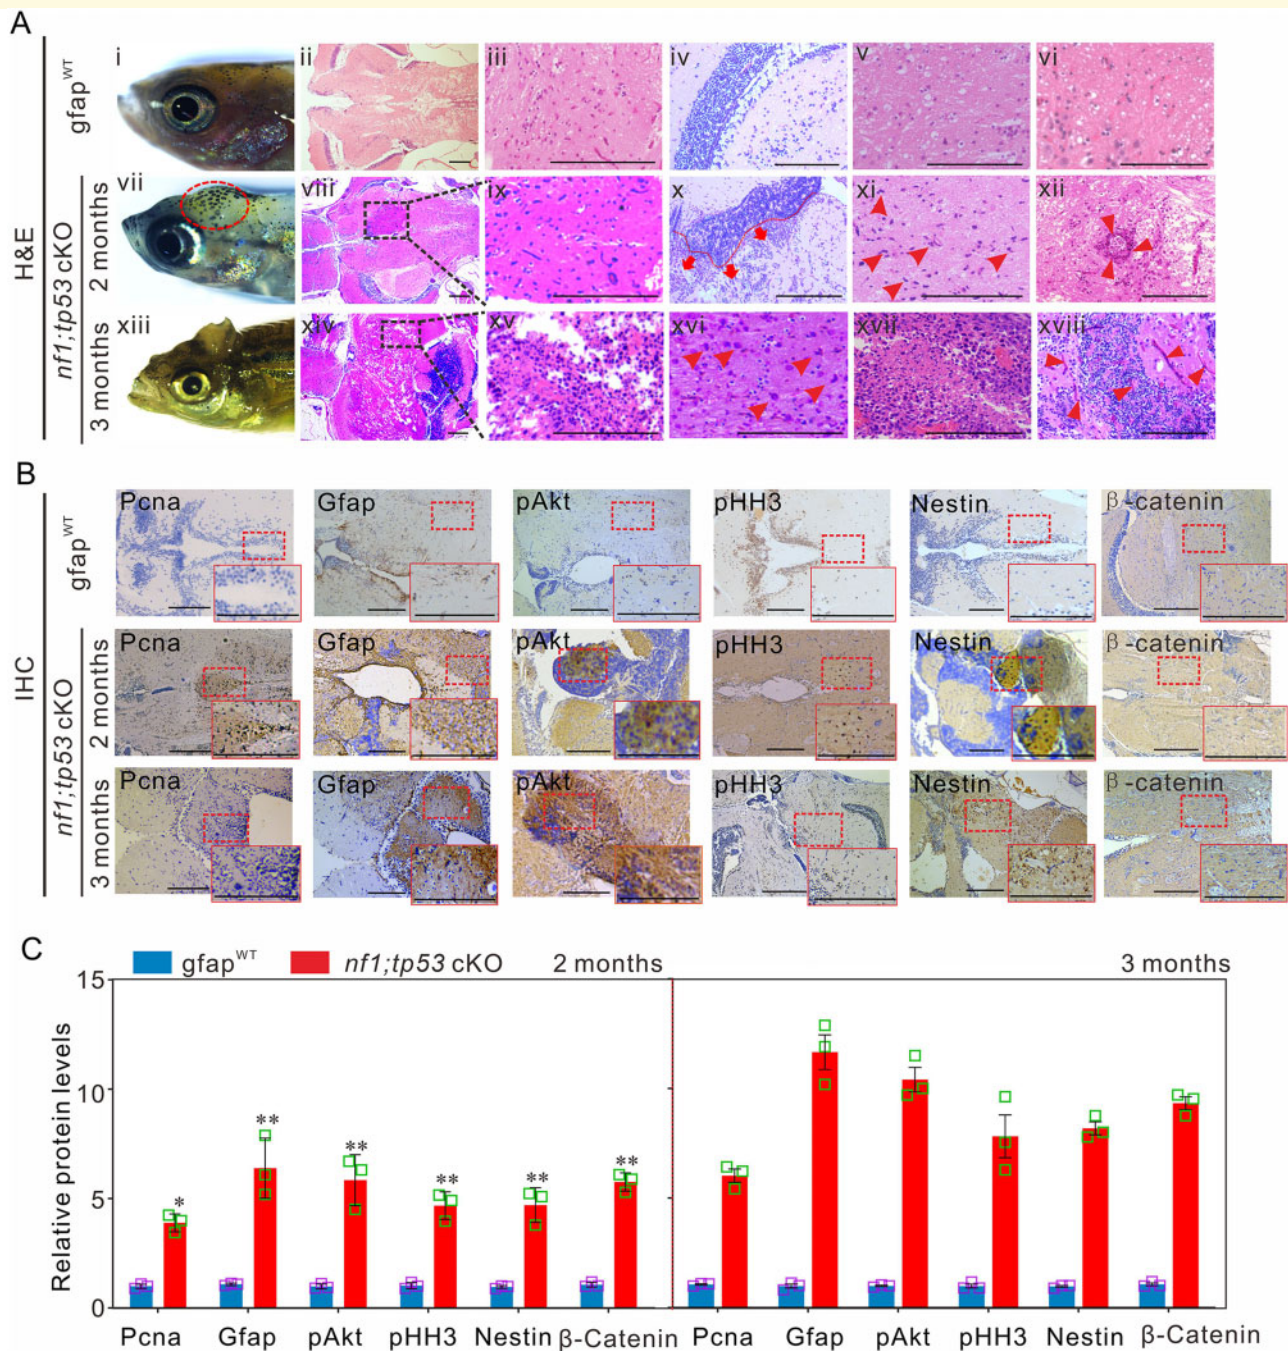 A
H&E
gfap^WT
nf1;tp53 cKO
2 months
3 months
i
ii
iii
iv
v
vi
vii
viii
ix
x
xi
xii
xiii
xiv
xv
xvi
xvii
xviii
B
IHC
gfap^WT
nf1;tp53 cKO
2 months
3 months
Pcna Gfap pAkt pHH3 Nestin β-catenin
Pcna Gfap pAkt pHH3 Nestin β-catenin
Pcna Gfap pAkt pHH3 Nestin β-catenin
C
gfap^WT nf1;tp53 cKO 2 months 3 months
Relative protein levels
15
10
5
0
* ** ** ** ** **
Pcna Gfap pAkt pHH3 Nestin β-Catenin Pcna Gfap pAkt pHH3 Nestin β-Catenin